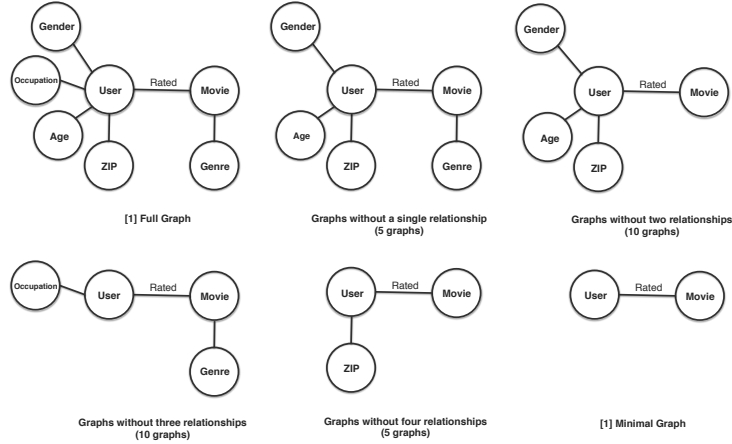 Gender
Occupation
User
Rated
Movie
Age
ZIP
Genre
[1] Full Graph
Gender
User
Rated
Movie
Age
ZIP
Genre
Graphs without a single relationship
(5 graphs)
Gender
User
Rated
Movie
Age
ZIP
Graphs without two relationships
(10 graphs)
Occupation
User
Rated
Movie
Genre
Graphs without three relationships
(10 graphs)
User
Rated
Movie
ZIP
Graphs without four relationships
(5 graphs)
User
Rated
Movie
[1] Minimal Graph